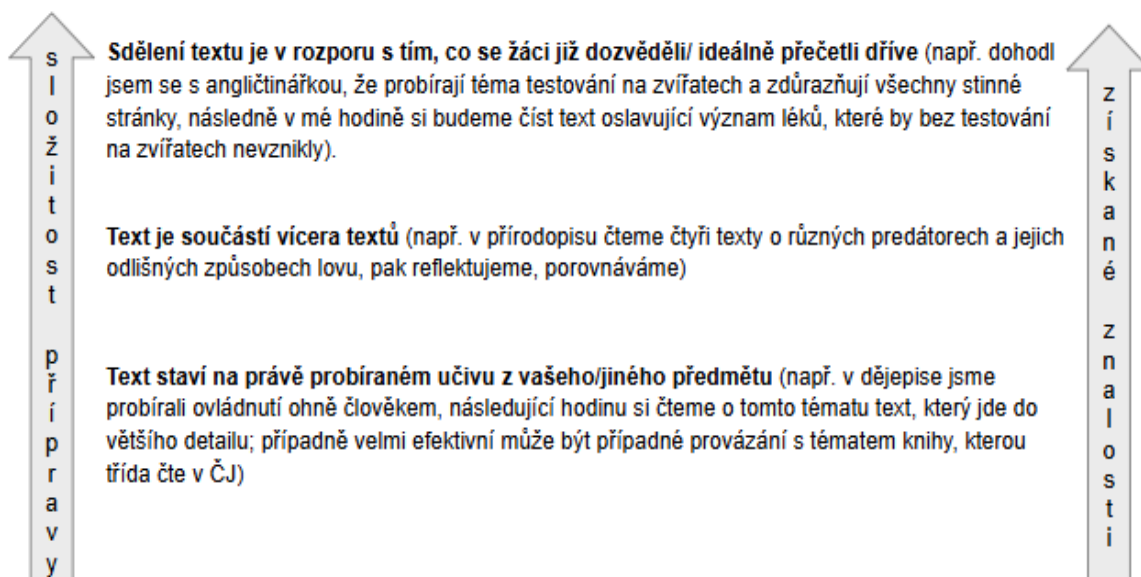 složitost přípravy
Sdělení textu je v rozporu s tím, co se žáci již dozvěděli/ ideálně přečetli dříve (např. dohodl
jsem se s angličtinářkou, že probírají téma testování na zvířatech a zdůrazňují všechny stinné
stránky, následně v mé hodině si budeme číst text oslavující význam léků, které by bez testování
na zvířatech nevznikly).
Text je součástí vícera textů (např. v přírodopisu čteme čtyři texty o různých predátorech a jejich
odlišných způsobech lovu, pak reflektujeme, porovnáváme)
Text staví na právě probíraném učivu z vašeho/jiného předmětu (např. v dějepise jsme
probírali ovládnutí ohně člověkem, následující hodinu si čteme o tomto tématu text, který jde do
většího detailu; případně velmi efektivní může být případné provázání s tématem knihy, kterou
třída čte v ČJ)
získané znalosti